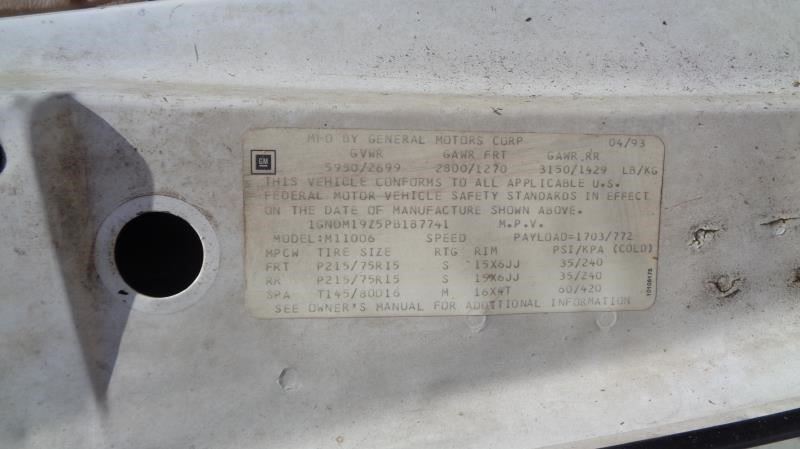 MFD BY GENERAL MOTORS CORP 04/93
GVWR GAWR FRT GAWR RR
GM 5950/2699 2800/1270 3150/1429 LB/KG
THIS VEHICLE CONFORMS TO ALL APPLICABLE U.S.
FEDERAL MOTOR VEHICLE SAFETY STANDARDS IN EFFECT
ON THE DATE OF MANUFACTURE SHOWN ABOVE.
1GNDM19Z5PB187741 M.P.V.
MODEL:M11006 SPEED PAYLOAD=1703/772
MPCW TIRE SIZE RTG RIM PSI/KPA (COLD)
FRT P215/75R15 S 15X6JJ 35/240
RR P215/75R15 S 15X6JJ 35/240
SPA T145/80D16 M 16X4T 60/420
SEE OWNER'S MANUAL FOR ADDITIONAL INFORMATION